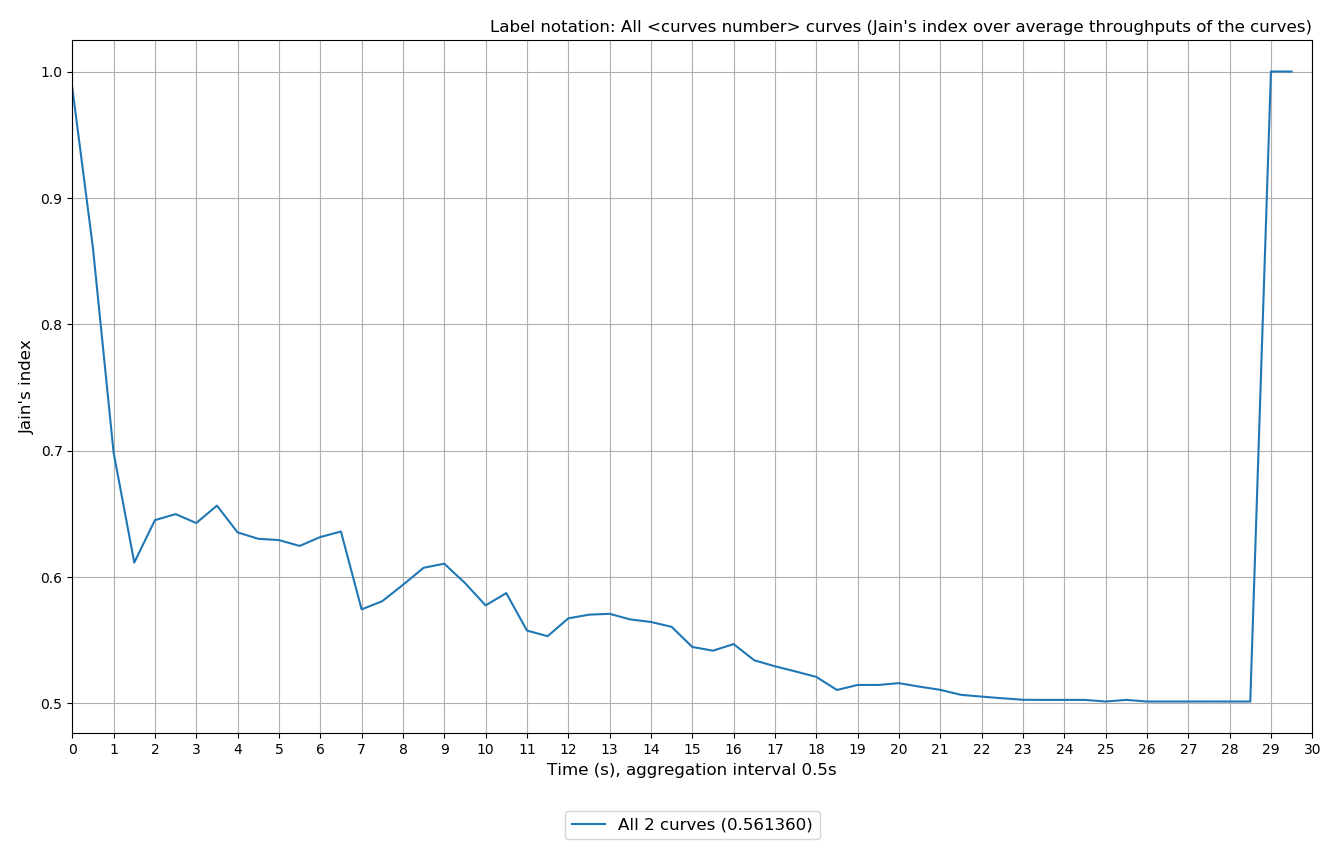 Label notation: All <curves number> curves (Jain's index over average throughputs of the curves)
1.0
0.9
0.8
0.7
0.6
0.5
Jain's index
0 1 2 3 4 5 6 7 8 9 10 11 12 13 14 15 16 17 18 19 20 21 22 23 24 25 26 27 28 29 30
Time (s), aggregation interval 0.5s
All 2 curves (0.561360)